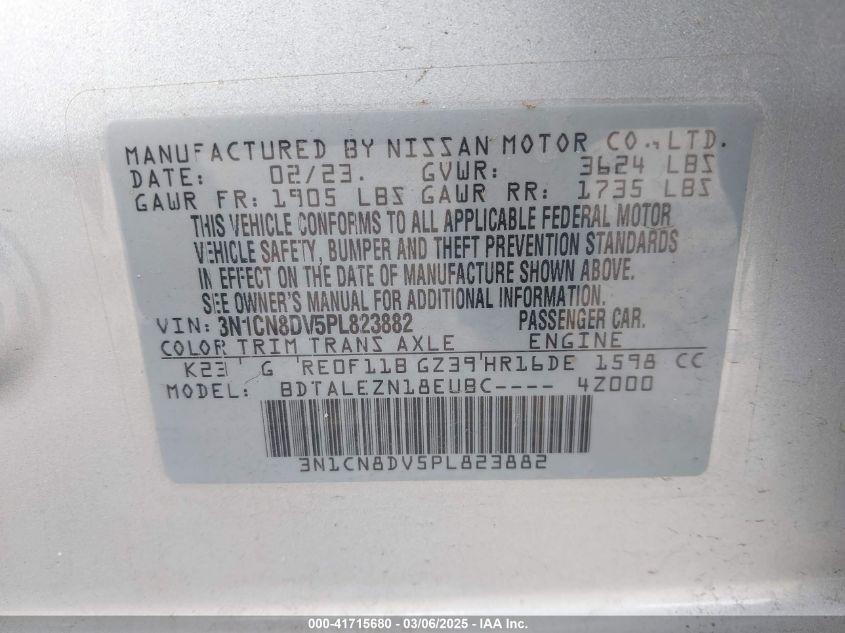 MANUFACTURED BY NISSAN MOTOR CO., LTD.
DATE: 02/23. GVWR: 3624 LBS
GAWR FR: 1905 LBS GAWR RR: 1735 LBS
THIS VEHICLE CONFORMS TO ALL APPLICABLE FEDERAL MOTOR
VEHICLE SAFETY, BUMPER AND THEFT PREVENTION STANDARDS
IN EFFECT ON THE DATE OF MANUFACTURE SHOWN ABOVE.
SEE OWNER'S MANUAL FOR ADDITIONAL INFORMATION.
VIN: 3N1CN8DV5PL823882 PASSENGER CAR.
COLOR TRIM TRANS AXLE ENGINE
K23 G RE0F11B GZ39 HR16DE 1598 CC
MODEL: BDTALEZN18EUBC---- 4Z000
3N1CN8DV5PL823882
000-41715680 - 03/06/2025 - IAA Inc.